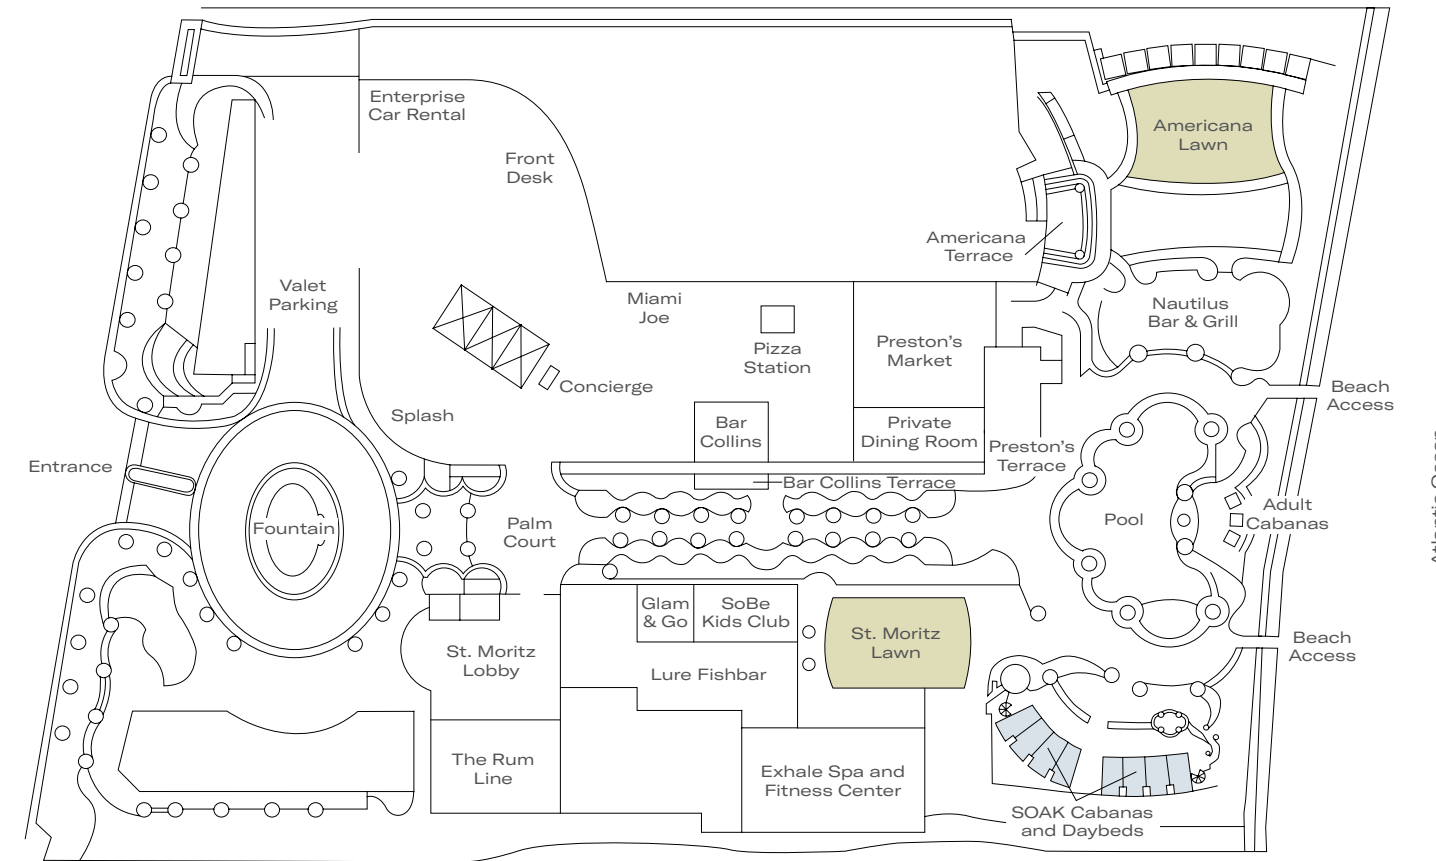 Enterprise
Car Rental
Front
Desk
Americana
Lawn
Americana
Terrace
Valet
Parking
Miami
Joe
Pizza
Station
Preston's
Market
Nautilus
Bar & Grill
Concierge
Splash
Bar
Collins
Private
Dining Room
Preston's
Terrace
Beach
Access
Entrance
Bar Collins Terrace
Fountain
Palm
Court
Pool
Adult
Cabanas
Glam
& Go
SoBe
Kids Club
St. Moritz
Lawn
St. Moritz
Lobby
Lure Fishbar
Beach
Access
The Rum
Line
Exhale Spa and
Fitness Center
SOAK Cabanas
and Daybeds